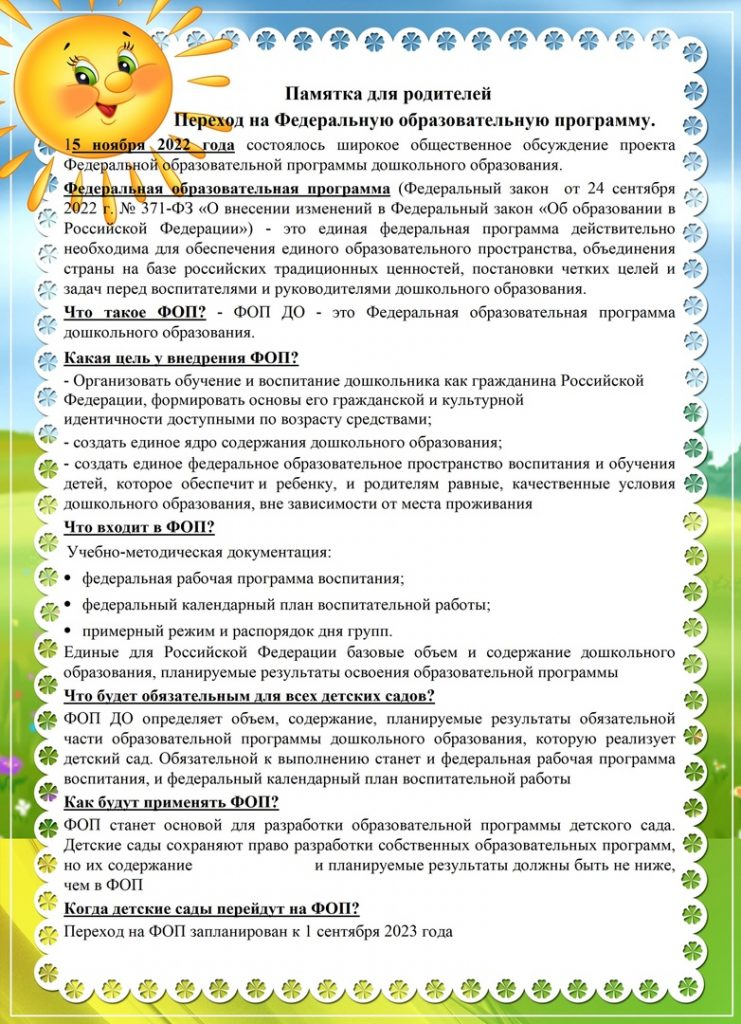 Памятка для родителей
Переход на Федеральную образовательную программу.
15 ноября 2022 года состоялось широкое общественное обсуждение проекта
Федеральной образовательной программы дошкольного образования.
Федеральная образовательная программа (Федеральный закон от 24 сентября
2022 г. № 371-ФЗ «О внесении изменений в Федеральный закон «Об образовании в
Российской Федерации») - это единая федеральная программа действительно
необходима для обеспечения единого образовательного пространства, объединения
страны на базе российских традиционных ценностей, постановки четких целей и
задач перед воспитателями и руководителями дошкольного образования.
Что такое ФОП? - ФОП ДО - это Федеральная образовательная программа
дошкольного образования.
Какая цель у внедрения ФОП?
- Организовать обучение и воспитание дошкольника как гражданина Российской
Федерации, формировать основы его гражданской и культурной
идентичности доступными по возрасту средствами;
- создать единое ядро содержания дошкольного образования;
- создать единое федеральное образовательное пространство воспитания и обучения
детей, которое обеспечит и ребенку, и родителям равные, качественные условия
дошкольного образования, вне зависимости от места проживания
Что входит в ФОП?
Учебно-методическая документация:
• федеральная рабочая программа воспитания;
• федеральный календарный план воспитательной работы;
• примерный режим и распорядок дня групп.
Единые для Российской Федерации базовые объем и содержание дошкольного
образования, планируемые результаты освоения образовательной программы
Что будет обязательным для всех детских садов?
ФОП ДО определяет объем, содержание, планируемые результаты обязательной
части образовательной программы дошкольного образования, которую реализует
детский сад. Обязательной к выполнению станет и федеральная рабочая программа
воспитания, и федеральный календарный план воспитательной работы
Как будут применять ФОП?
ФОП станет основой для разработки образовательной программы детского сада.
Детские сады сохраняют право разработки собственных образовательных программ,
но их содержание и планируемые результаты должны быть не ниже,
чем в ФОП
Когда детские сады перейдут на ФОП?
Переход на ФОП запланирован к 1 сентября 2023 года